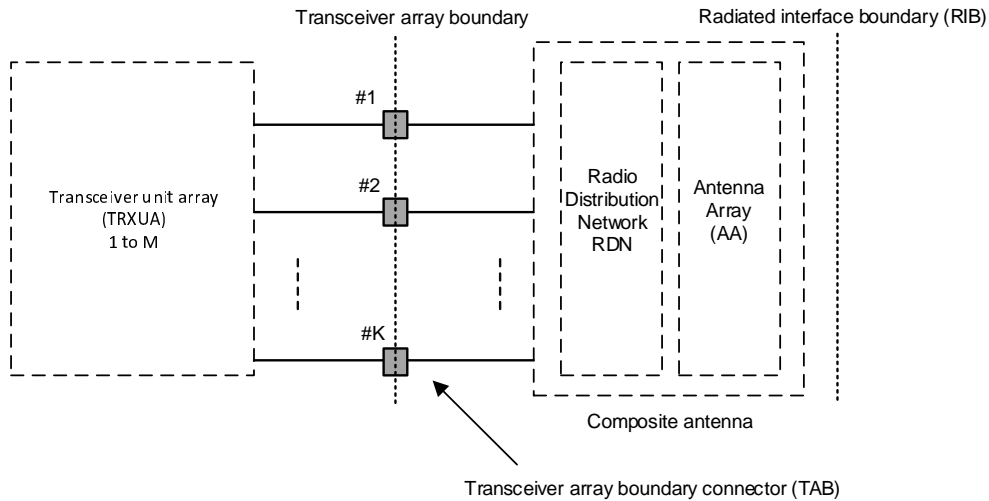 Transceiver array boundary
Radiated interface boundary (RIB)
#1
#2
#K
Transceiver unit array
(TRXUA)
1 to M
Radio
Distribution
Network
RDN
Antenna
Array
(AA)
Composite antenna
Transceiver array boundary connector (TAB)